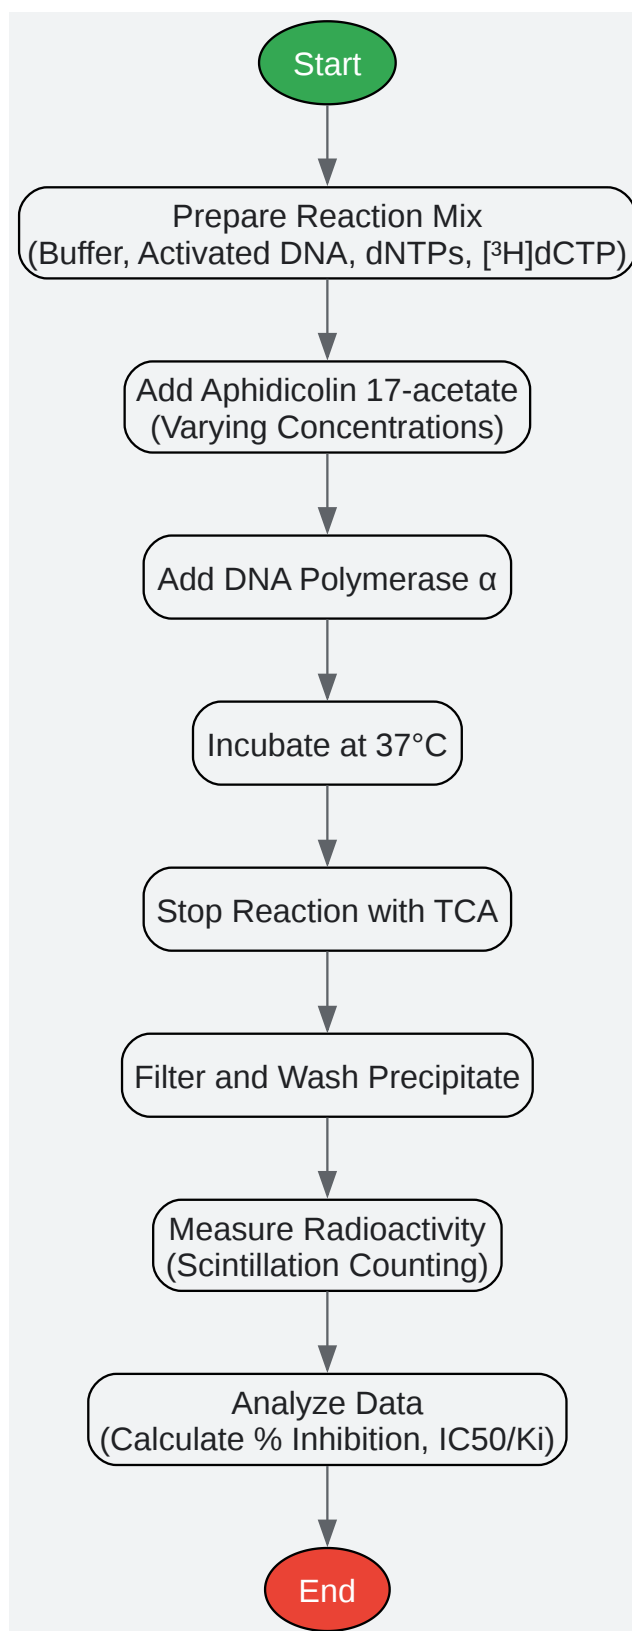 Start
Prepare Reaction Mix
(Buffer, Activated DNA, dNTPs, [³H]dCTP)
Add Aphidicolin 17-acetate
(Varying Concentrations)
Add DNA Polymerase α
Incubate at 37°C
Stop Reaction with TCA
Filter and Wash Precipitate
Measure Radioactivity
(Scintillation Counting)
Analyze Data
(Calculate % Inhibition, IC50/Ki)
End